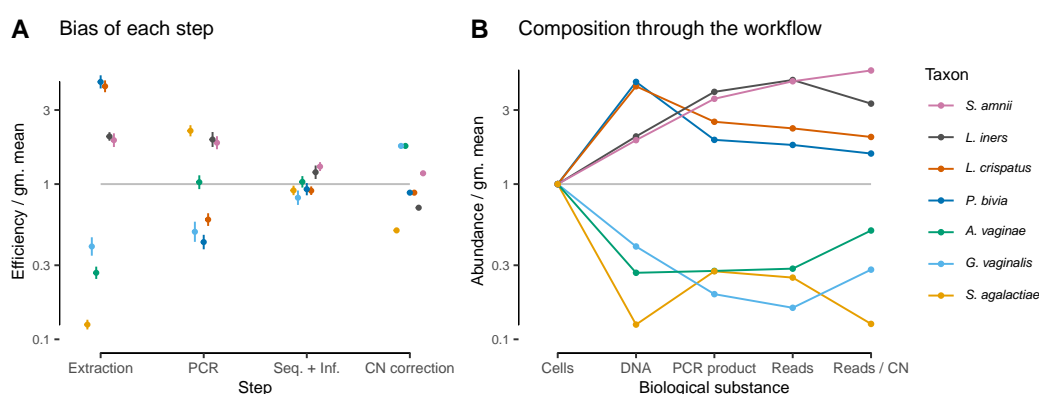 A Bias of each step
Efficiency / gm. mean
3
1
0.3
0.1
Extraction PCR Seq. + Inf. CN correction
Step
B Composition through the workflow
Abundance / gm. mean
3
1
0.3
0.1
Cells DNA PCR product Reads Reads / CN
Biological substance
Taxon
S. amnii
L. iners
L. crispatus
P. bivia
A. vaginae
G. vaginalis
S. agalactiae